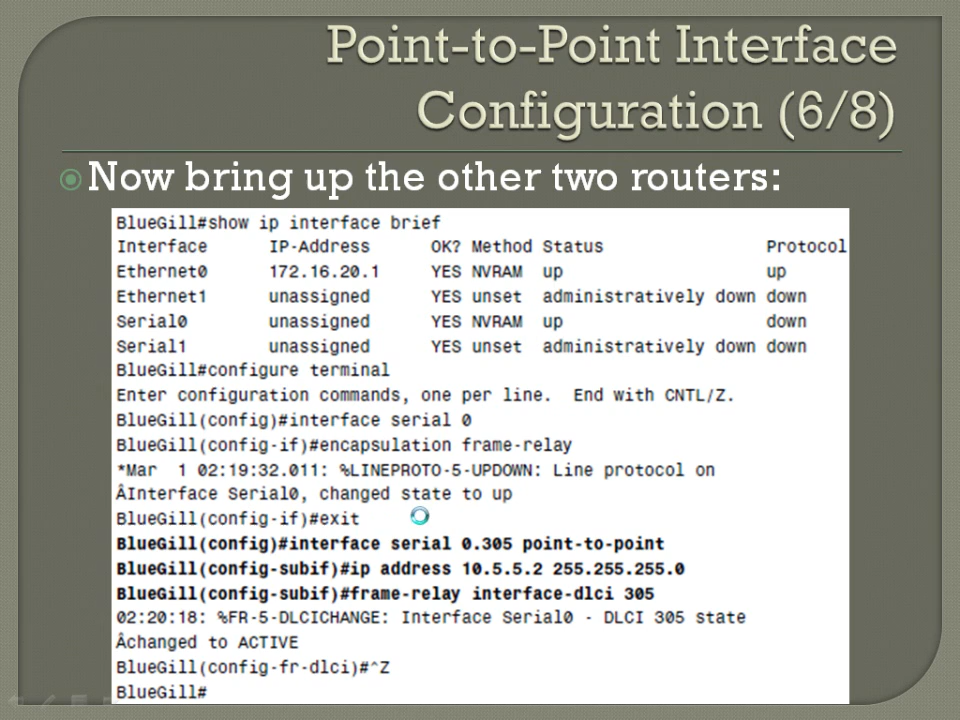 Point-to-Point Interface
Configuration (6/8)
Now bring up the other two routers:
BlueGill#show ip interface brief
Interface IP-Address OK? Method Status Protocol
Ethernet0 172.16.20.1 YES NVRAM up up
Ethernet1 unassigned YES unset administratively down down
Serial0 unassigned YES NVRAM up down
Serial1 unassigned YES unset administratively down down
BlueGill#configure terminal
Enter configuration commands, one per line. End with CNTL/Z.
BlueGill(config)#interface serial 0
BlueGill(config-if)#encapsulation frame-relay
*Mar 1 02:19:32.011: %LINEPROTO-5-UPDOWN: Line protocol on
ÂInterface Serial0, changed state to up
BlueGill(config-if)#exit
BlueGill(config)#interface serial 0.305 point-to-point
BlueGill(config-subif)#ip address 10.5.5.2 255.255.255.0
BlueGill(config-subif)#frame-relay interface-dlci 305
02:20:18: %FR-5-DLCICHANGE: Interface Serial0 - DLCI 305 state
Âchanged to ACTIVE
BlueGill(config-fr-dlci)#^Z
BlueGill#